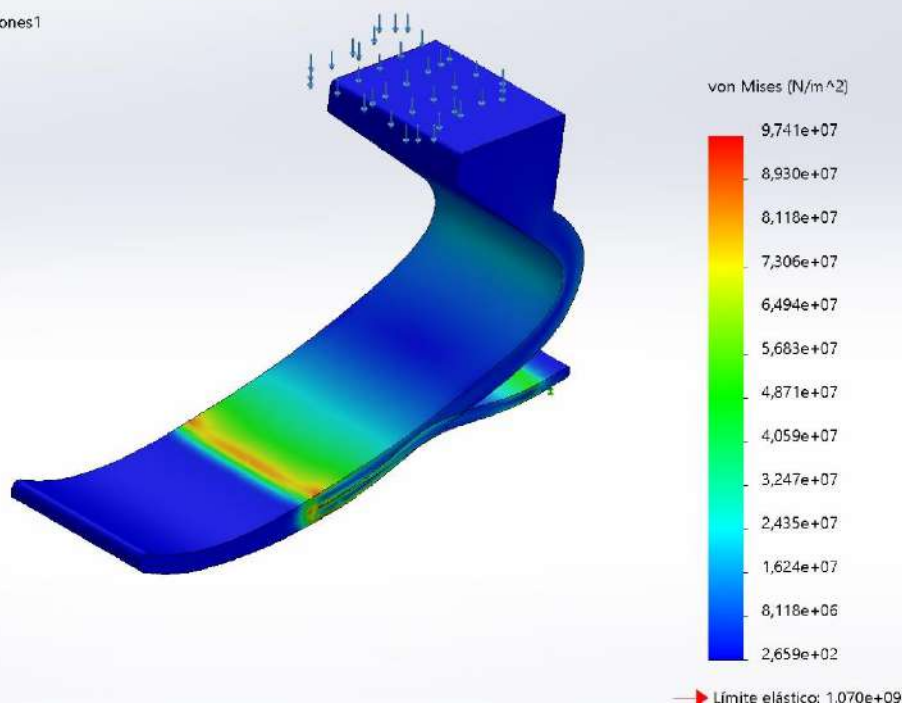 ones1
von Mises (N/m^2)
9,741e+07
8,930e+07
8,118e+07
7,306e+07
6,494e+07
5,683e+07
4,871e+07
4,059e+07
3,247e+07
2,435e+07
1,624e+07
8,118e+06
2,659e+02
Límite elástico: 1,070e+09